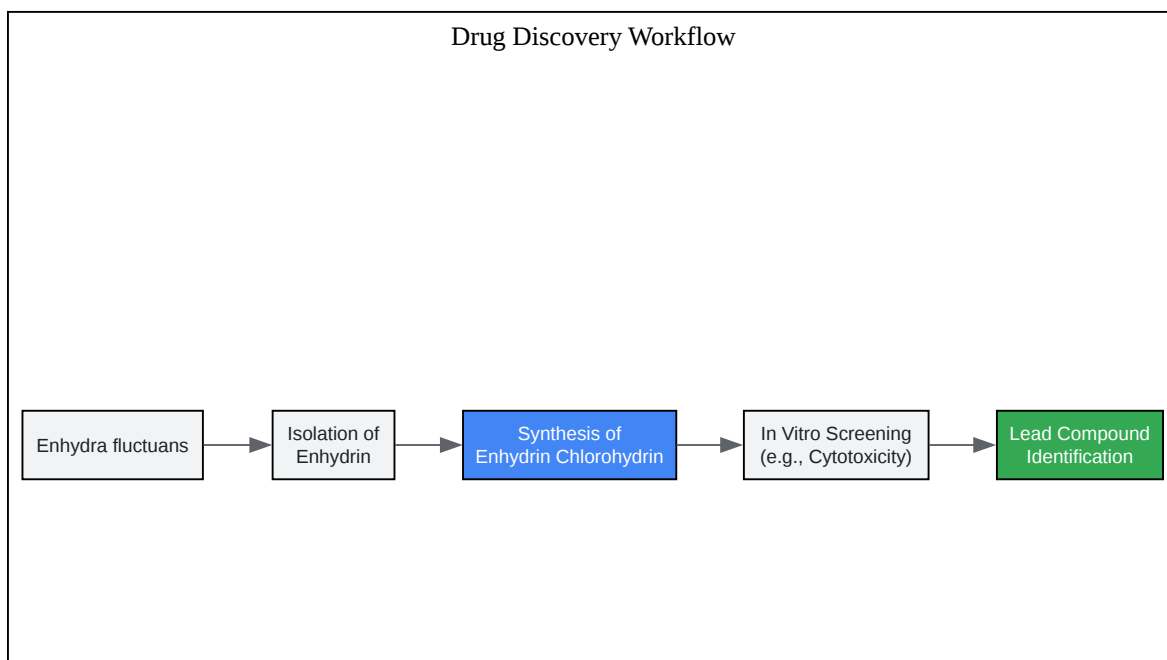 Drug Discovery Workflow
Enhydra fluctuans
Isolation of
Enhydrin
Synthesis of
Enhydrin Chlorohydrin
In Vitro Screening
(e.g., Cytotoxicity)
Lead Compound
Identification